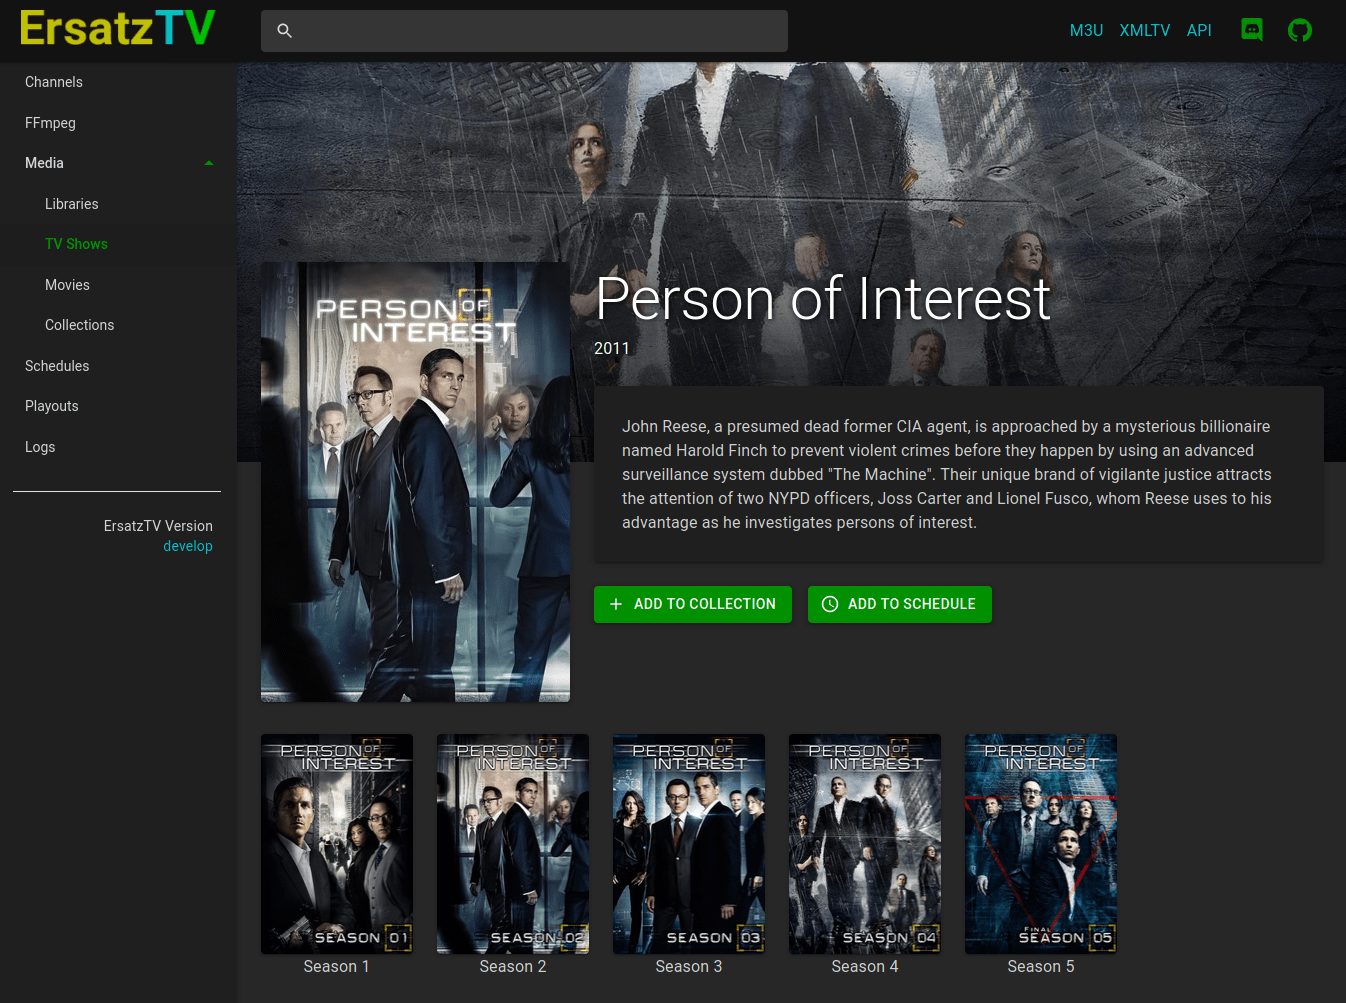 ErsatzTV
M3U XMLTV API
Channels
FFmpeg
Media
Libraries
TV Shows
Movies
Collections
Schedules
Playouts
Logs
ErsatzTV Version
develop
PERSON OF
INTEREST
Person of Interest
2011
John Reese, a presumed dead former CIA agent, is approached by a mysterious billionaire
named Harold Finch to prevent violent crimes before they happen by using an advanced
surveillance system dubbed "The Machine". Their unique brand of vigilante justice attracts
the attention of two NYPD officers, Joss Carter and Lionel Fusco, whom Reese uses to his
advantage as he investigates persons of interest.
ADD TO COLLECTION
ADD TO SCHEDULE
PERSON OF
INTEREST
SEASON 01
Season 1
PERSON OF
INTEREST
SEASON 02
Season 2
PERSON OF
INTEREST
SEASON 03
Season 3
PERSON OF
INTEREST
SEASON 04
Season 4
PERSON OF
INTEREST
FINAL
SEASON 05
Season 5